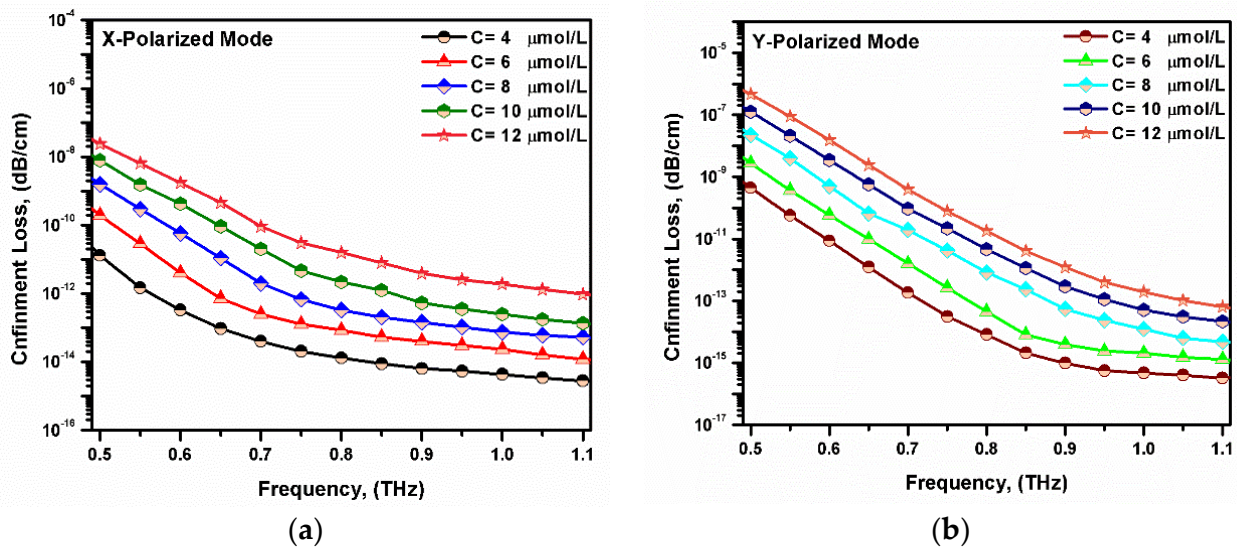 X-Polarized Mode
C= 4 μmol/L
C= 6 μmol/L
C= 8 μmol/L
C= 10 μmol/L
C= 12 μmol/L
10-4
10-6
10-8
10-10
10-12
10-14
10-16
Cnfinment Loss, (dB/cm)
0.5 0.6 0.7 0.8 0.9 1.0 1.1
Frequency, (THz)
(a)
Y-Polarized Mode
C= 4 μmol/L
C= 6 μmol/L
C= 8 μmol/L
C= 10 μmol/L
C= 12 μmol/L
10-3
10-5
10-7
10-9
10-11
10-13
10-15
10-17
Cnfinment Loss, (dB/cm)
0.5 0.6 0.7 0.8 0.9 1.0 1.1
Frequency, (THz)
(b)